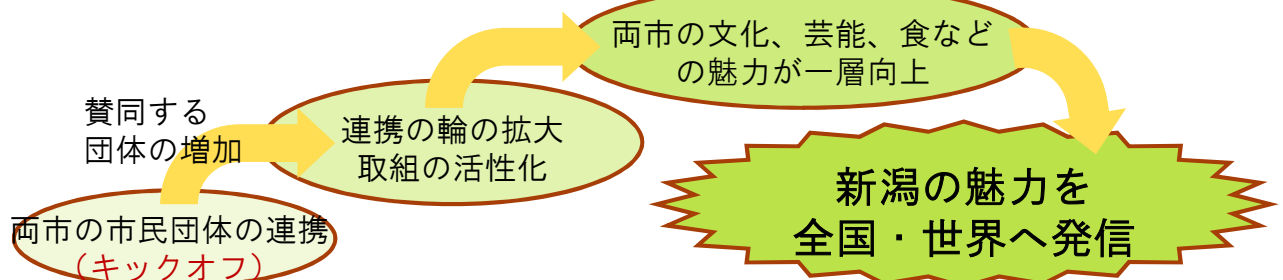 両市の市民団体の連携
（キックオフ）
賛同する
団体の増加
連携の輪の拡大
取組の活性化
両市の文化、芸能、食など
の魅力が一層向上
新潟の魅力を
全国・世界へ発信